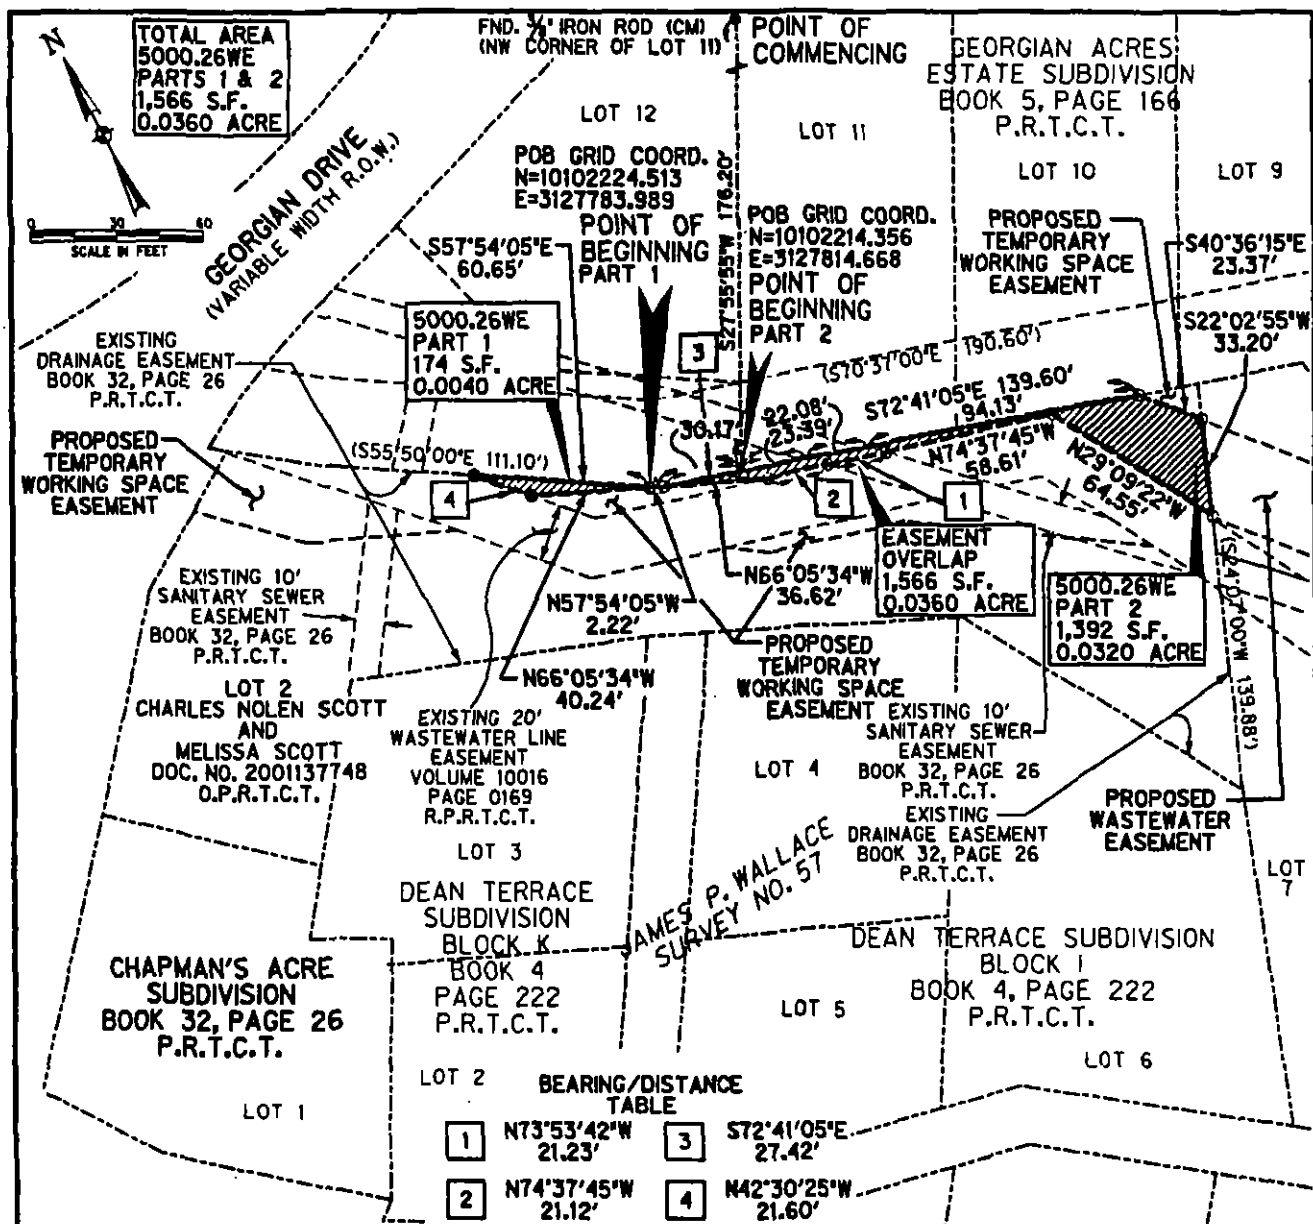 N
TOTAL AREA
5000.26WE
PARTS 1 & 2
1,566 S.F.
0.0360 ACRE
FND. ⅜" IRON ROD (CM)
(NW CORNER OF LOT 11)
POINT OF
COMMENCING
GEORGIAN ACRES
ESTATE SUBDIVISION
BOOK 5, PAGE 166
P.R.T.C.T.
LOT 12
LOT 11
LOT 10
LOT 9
0 30 60
SCALE IN FEET
GEORGIAN DRIVE
(VARIABLE WIDTH R.O.W.)
POB GRID COORD.
N=10102224.513
E=3127783.989
POINT OF
BEGINNING
PART 1
S27°55'55"W 176.20'
POB GRID COORD.
N=10102214.356
E=3127814.668
POINT OF
BEGINNING
PART 2
PROPOSED
TEMPORARY
WORKING SPACE
EASEMENT
S40°36'15"E
23.37'
S22°02'55"W
33.20'
S57°54'05"E
60.65'
5000.26WE
PART 1
174 S.F.
0.0040 ACRE
3
(S70°37'00"E 190.60')
EXISTING
DRAINAGE EASEMENT
BOOK 32, PAGE 26
P.R.T.C.T.
PROPOSED
TEMPORARY
WORKING SPACE
EASEMENT
(S55°50'00"E 111.10')
4
30.17'
22.08'
(23.39'
S72°41'05"E 139.60'
94.13'
N74°37'45"W
58.61'
N29°09'22"W
64.55'
2
1
EASEMENT
OVERLAP
1,566 S.F.
0.0360 ACRE
5000.26WE
PART 2
1,392 S.F.
0.0320 ACRE
(S24°07'00"W 139.88')
N66°05'34"W
36.62'
N57°54'05"W
2.22'
N66°05'34"W
40.24'
EXISTING 10'
SANITARY SEWER
EASEMENT
BOOK 32, PAGE 26
P.R.T.C.T.
LOT 2
CHARLES NOLEN SCOTT
AND
MELISSA SCOTT
DOC. NO. 2001137748
O.P.R.T.C.T.
EXISTING 20'
WASTEWATER LINE
EASEMENT
VOLUME 10016
PAGE 0169
R.P.R.T.C.T.
PROPOSED
TEMPORARY
WORKING SPACE
EASEMENT
EXISTING 10'
SANITARY SEWER
EASEMENT
BOOK 32, PAGE 26
P.R.T.C.T.
EXISTING
DRAINAGE EASEMENT
BOOK 32, PAGE 26
P.R.T.C.T.
PROPOSED
WASTEWATER
EASEMENT
LOT 4
LOT 3
LOT
7
JAMES P. WALLACE
SURVEY NO. 57
DEAN TERRACE
SUBDIVISION
BLOCK K
BOOK 4
PAGE 222
P.R.T.C.T.
DEAN TERRACE SUBDIVISION
BLOCK I
BOOK 4, PAGE 222
P.R.T.C.T.
CHAPMAN'S ACRE
SUBDIVISION
BOOK 32, PAGE 26
P.R.T.C.T.
LOT 5
LOT 6
LOT 2
LOT 1
BEARING/DISTANCE
TABLE
1 N73°53'42"W 21.23'
3 S72°41'05"E 27.42'
2 N74°37'45"W 21.12'
4 N42°30'25"W 21.60'